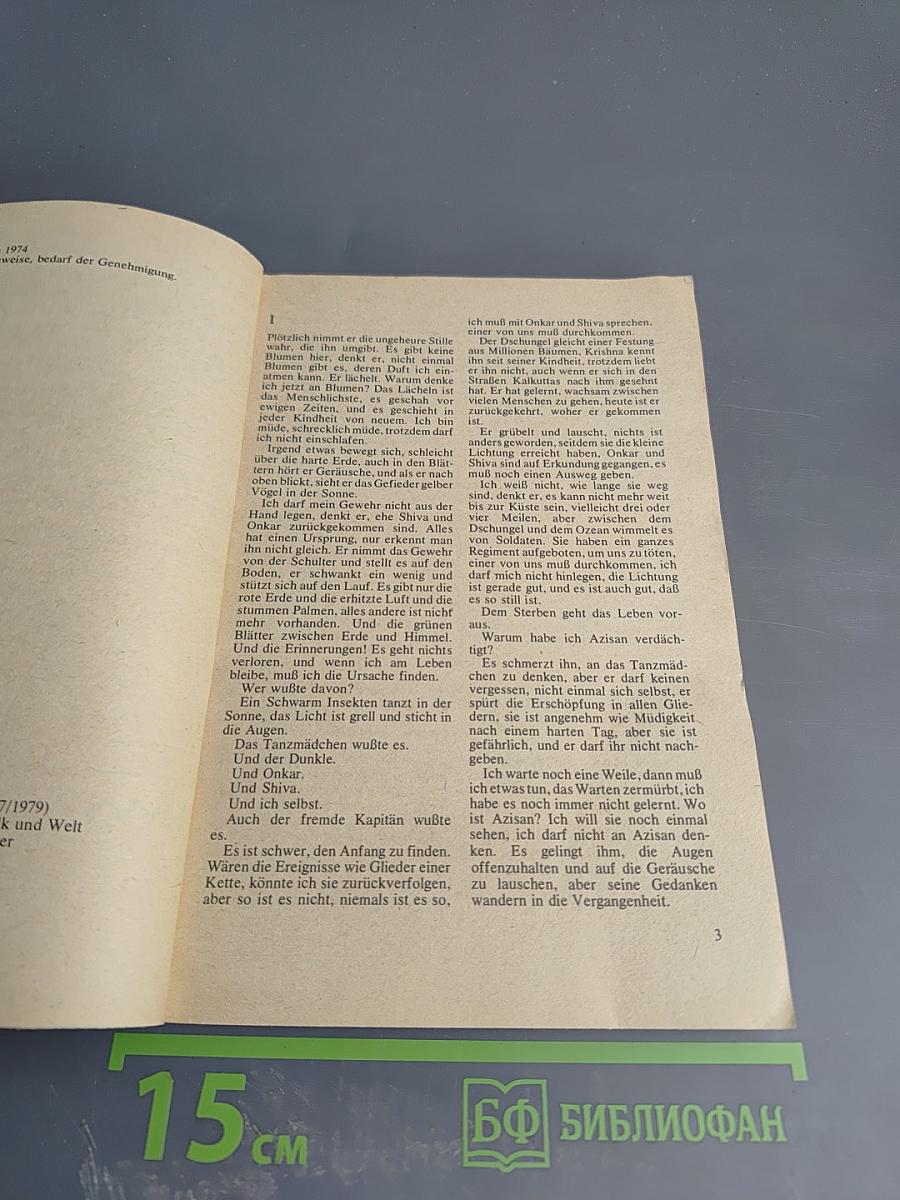 1974
weise, bedarf der Genehmigung.
7/1979)
k und Welt
er
I
Plötzlich nimmt er die ungeheure Stille
wahr, die ihn umgibt. Es gibt keine
Blumen hier, denkt er, nicht einmal
Blumen gibt es, deren Duft ich ein-
atmen kann. Er lächelt. Warum denke
ich jetzt an Blumen? Das Lächeln ist
das Menschlichste, es geschah vor
ewigen Zeiten, und es geschieht in
jeder Kindheit von neuem. Ich bin
müde, schrecklich müde, trotzdem darf
ich nicht einschlafen.
Irgend etwas bewegt sich, schleicht
über die harte Erde, auch in den Blät-
tern hört er Geräusche, und als er nach
oben blickt, sieht er das Gefieder gelber
Vögel in der Sonne.
Ich darf mein Gewehr nicht aus der
Hand legen, denkt er, ehe Shiva und
Onkar zurückgekommen sind. Alles
hat einen Ursprung, nur erkennt man
ihn nicht gleich. Er nimmt das Gewehr
von der Schulter und stellt es auf den
Boden, er schwankt ein wenig und
stützt sich auf den Lauf. Es gibt nur die
rote Erde und die erhitzte Luft und die
stummen Palmen, alles andere ist nicht
mehr vorhanden. Und die grünen
Blätter zwischen Erde und Himmel.
Und die Erinnerungen! Es geht nichts
verloren, und wenn ich am Leben
bleibe, muß ich die Ursache finden.
Wer wußte davon?
Ein Schwarm Insekten tanzt in der
Sonne, das Licht ist grell und sticht in
die Augen.
Das Tanzmädchen wußte es.
Und der Dunkle.
Und Onkar.
Und Shiva.
Und ich selbst.
Auch der fremde Kapitän wußte
es.
Es ist schwer, den Anfang zu finden.
Wären die Ereignisse wie Glieder einer
Kette, könnte ich sie zurückverfolgen,
aber so ist es nicht, niemals ist es so,
ich muß mit Onkar und Shiva sprechen,
einer von uns muß durchkommen.
Der Dschungel gleicht einer Festung
aus Millionen Bäumen, Krishna kennt
ihn seit seiner Kindheit, trotzdem liebt
er ihn nicht, auch wenn er sich in den
Straßen Kalkuttas nach ihm gesehnt
hat. Er hat gelernt, wachsam zwischen
vielen Menschen zu gehen, heute ist er
zurückgekehrt, woher er gekommen
ist.
Er grübelt und lauscht, nichts ist
anders geworden, seitdem sie die kleine
Lichtung erreicht haben, Onkar und
Shiva sind auf Erkundung gegangen, es
muß noch einen Ausweg geben.
Ich weiß nicht, wie lange sie weg
sind, denkt er, es kann nicht mehr weit
bis zur Küste sein, vielleicht drei oder
vier Meilen, aber zwischen dem
Dschungel und dem Ozean wimmelt es
von Soldaten. Sie haben ein ganzes
Regiment aufgeboten, um uns zu töten,
einer von uns muß durchkommen, ich
darf mich nicht hinlegen, die Lichtung
ist gerade gut, und es ist auch gut, daß
es so still ist.
Dem Sterben geht das Leben vor-
aus.
Warum habe ich Azisan verdäch-
tigt?
Es schmerzt ihn, an das Tanzmäd-
chen zu denken, aber er darf keinen
vergessen, nicht einmal sich selbst, er
spürt die Erschöpfung in allen Glie-
dern, sie ist angenehm wie Müdigkeit
nach einem harten Tag, aber sie ist
gefährlich, und er darf ihr nicht nach-
geben.
Ich warte noch eine Weile, dann muß
ich etwas tun, das Warten zermürbt, ich
habe es noch immer nicht gelernt. Wo
ist Azisan? Ich will sie noch einmal
sehen, ich darf nicht an Azisan den-
ken. Es gelingt ihm, die Augen
offenzuhalten und auf die Geräusche
zu lauschen, aber seine Gedanken
wandern in die Vergangenheit.
3
15 см
БФ БИБЛИОФАН